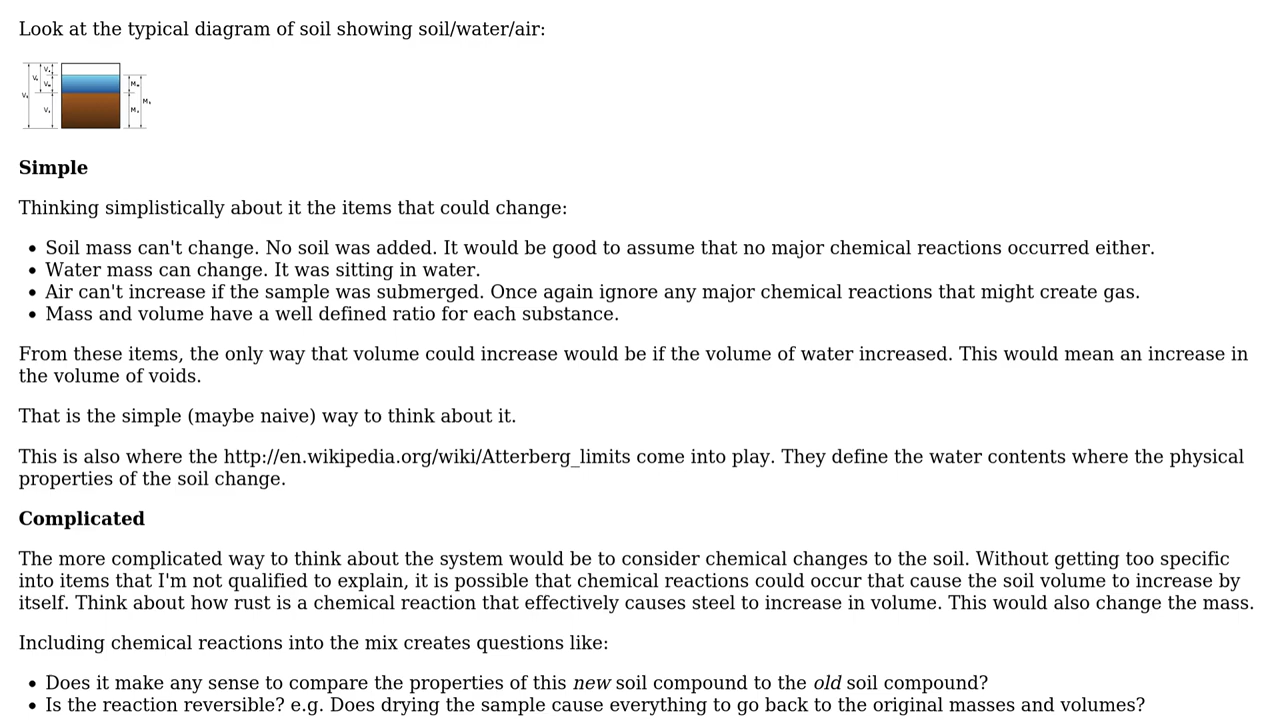 Look at the typical diagram of soil showing soil/water/air:
Simple
Thinking simplistically about it the items that could change:
• Soil mass can't change. No soil was added. It would be good to assume that no major chemical reactions occurred either.
• Water mass can change. It was sitting in water.
• Air can't increase if the sample was submerged. Once again ignore any major chemical reactions that might create gas.
• Mass and volume have a well defined ratio for each substance.
From these items, the only way that volume could increase would be if the volume of water increased. This would mean an increase in
the volume of voids.
That is the simple (maybe naive) way to think about it.
This is also where the http://en.wikipedia.org/wiki/Atterberg_limits come into play. They define the water contents where the physical
properties of the soil change.
Complicated
The more complicated way to think about the system would be to consider chemical changes to the soil. Without getting too specific
into items that I'm not qualified to explain, it is possible that chemical reactions could occur that cause the soil volume to increase by
itself. Think about how rust is a chemical reaction that effectively causes steel to increase in volume. This would also change the mass.
Including chemical reactions into the mix creates questions like:
• Does it make any sense to compare the properties of this new soil compound to the old soil compound?
• Is the reaction reversible? e.g. Does drying the sample cause everything to go back to the original masses and volumes?